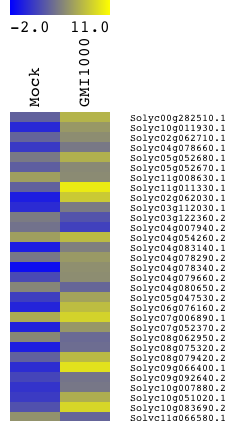 -2.0 11.0
Mock
GMI1000
Solyc00g282510.1
Solyc10g011930.1
Solyc02g062710.1
Solyc04g078660.1
Solyc05g052680.1
Solyc05g052670.1
Solyc11g008630.1
Solyc11g011330.1
Solyc02g062030.1
Solyc03g112030.1
Solyc03g122360.2
Solyc04g007940.2
Solyc04g054260.2
Solyc04g083140.1
Solyc04g078290.2
Solyc04g078340.2
Solyc04g079660.2
Solyc04g080650.2
Solyc05g047530.2
Solyc06g076160.2
Solyc07g006890.1
Solyc07g052370.2
Solyc08g062950.2
Solyc08g075320.2
Solyc08g079420.2
Solyc09g066400.1
Solyc09g092640.2
Solyc10g007880.2
Solyc10g051020.1
Solyc10g083690.2
Solyc11g066580.1